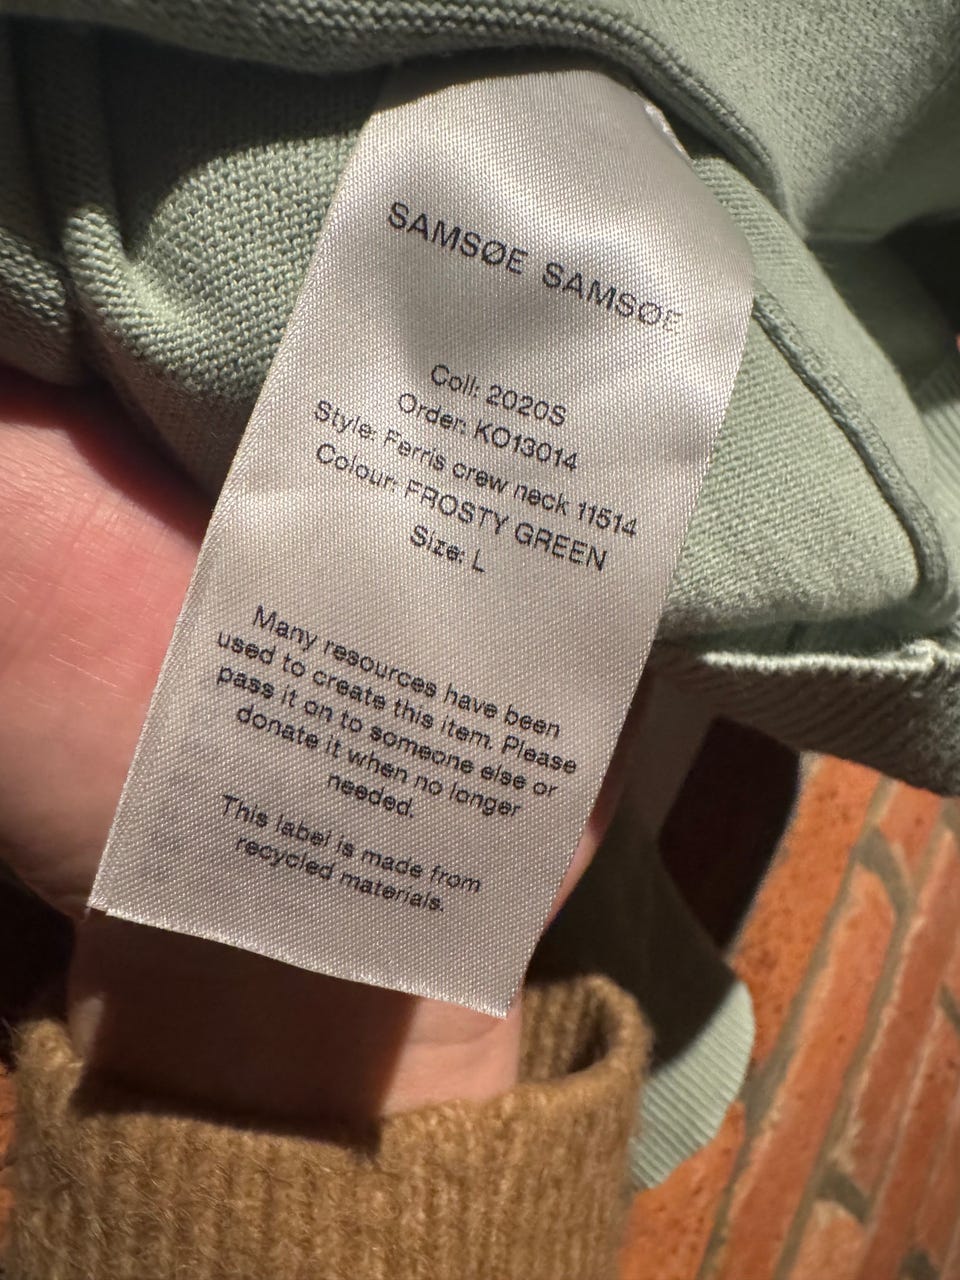 SAMSØE SAMSØE
Coll: 2020S
Order: KO13014
Style: Ferris crew neck 11514
Colour: FROSTY GREEN
Size: L
Many resources have been
used to create this item. Please
pass it on to someone else or
donate it when no longer
needed.
This label is made from
recycled materials.